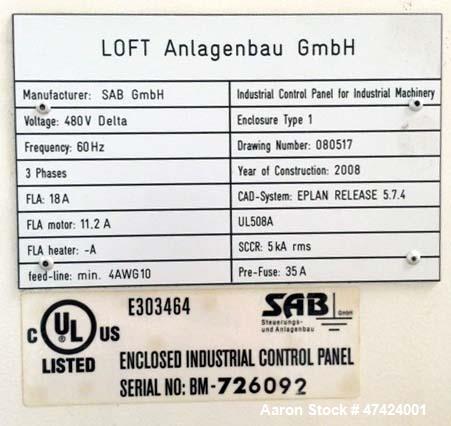 LOFT Anlagenbau GmbH
Manufacturer: SAB GmbH
Industrial Control Panel for Industrial Machinery
Voltage: 480V Delta
Enclosure Type 1
Frequency: 60Hz
Drawing Number: 080517
3 Phases
Year of Construction: 2008
FLA: 18A
CAD-System: EPLAN RELEASE 5.7.4
FLA motor: 11.2A
UL508A
FLA heater: -A
SCCR: 5kA rms
feed-line: min. 4AWG10
Pre-Fuse: 35A
E303464
SAB GmbH
Steuerungs-
und Anlagenbau
C UL US
LISTED
ENCLOSED INDUSTRIAL CONTROL PANEL
SERIAL NO: BM-726092
Aaron Stock # 47424001